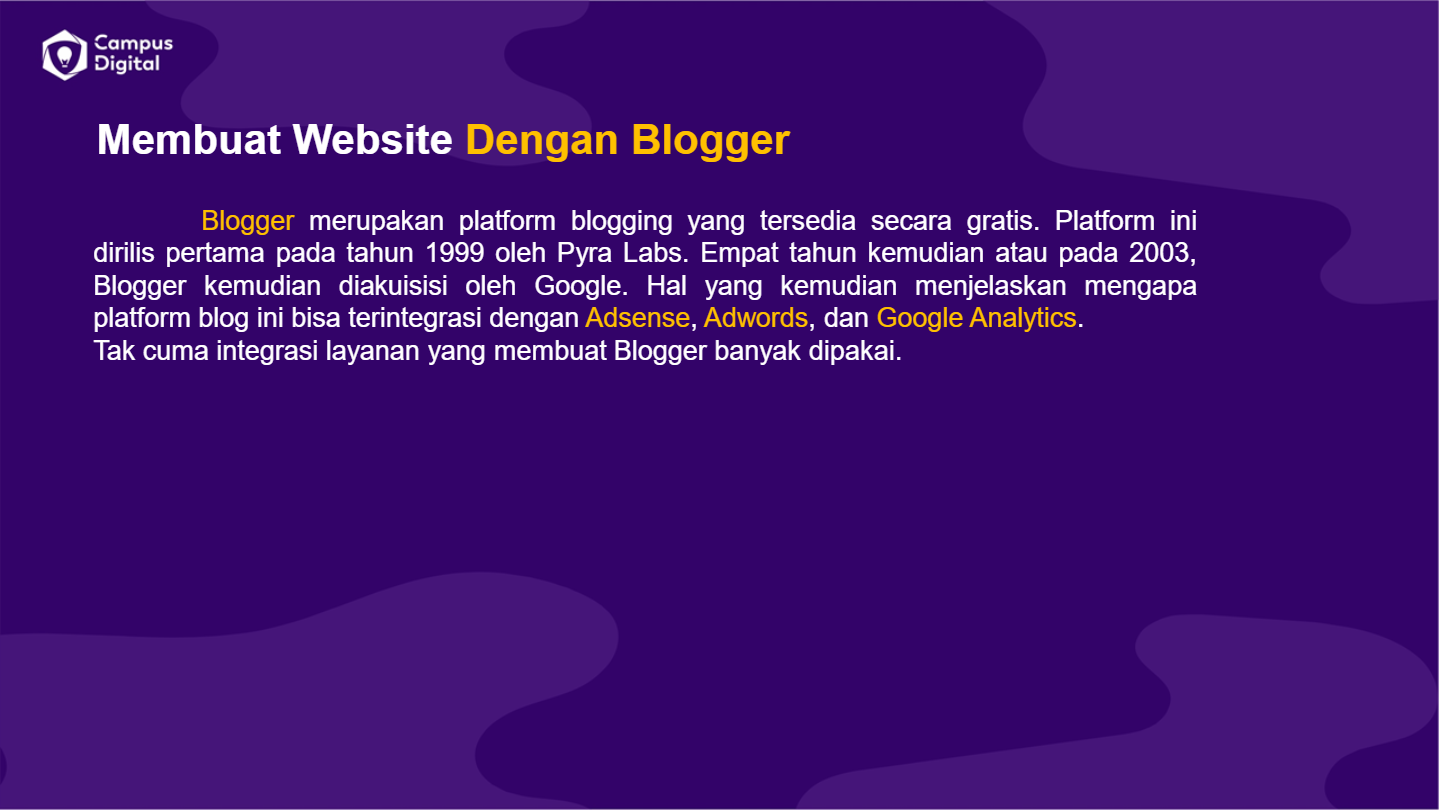 Campus
Digital
Membuat Website Dengan Blogger
Blogger merupakan platform blogging yang tersedia secara gratis. Platform ini
dirilis pertama pada tahun 1999 oleh Pyra Labs. Empat tahun kemudian atau pada 2003,
Blogger kemudian diakuisisi oleh Google. Hal yang kemudian menjelaskan mengapa
platform blog ini bisa terintegrasi dengan Adsense, Adwords, dan Google Analytics.
Tak cuma integrasi layanan yang membuat Blogger banyak dipakai.